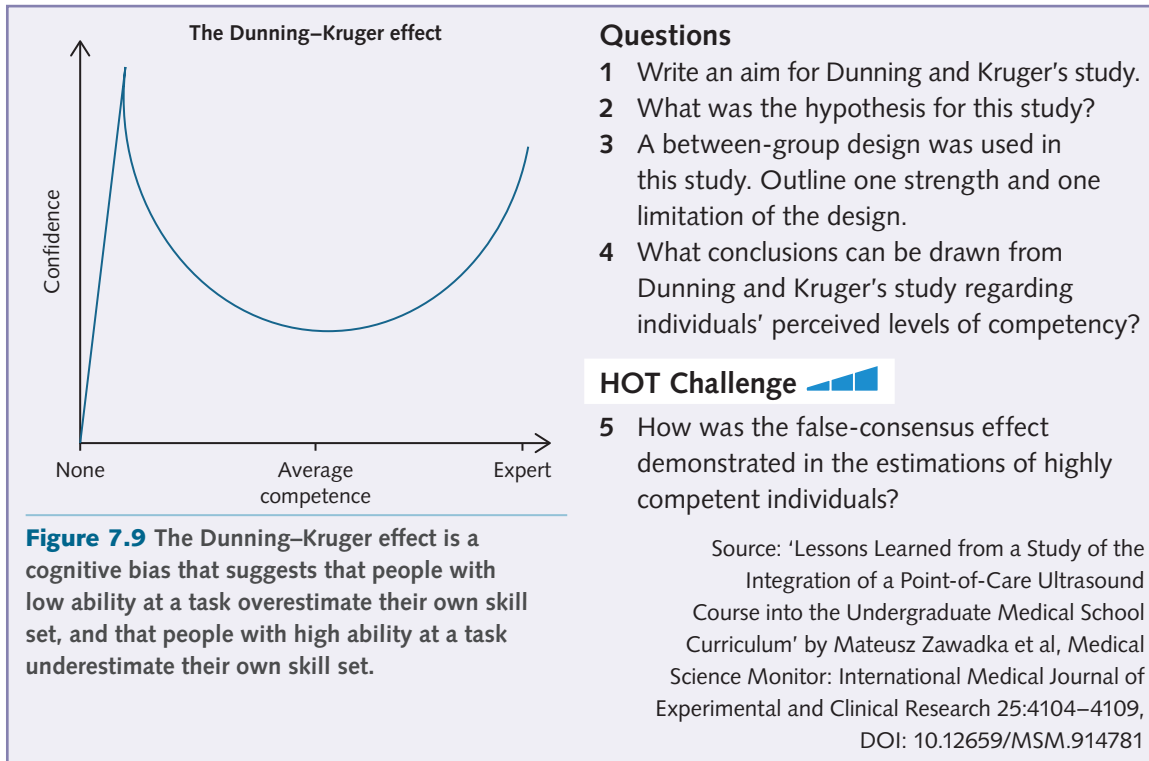 The Dunning–Kruger effect
Confidence
None
Average
competence
Expert
Figure 7.9 The Dunning–Kruger effect is a
cognitive bias that suggests that people with
low ability at a task overestimate their own skill
set, and that people with high ability at a task
underestimate their own skill set.
Questions
1 Write an aim for Dunning and Kruger’s study.
2 What was the hypothesis for this study?
3 A between-group design was used in
this study. Outline one strength and one
limitation of the design.
4 What conclusions can be drawn from
Dunning and Kruger’s study regarding
individuals’ perceived levels of competency?
HOT Challenge
5 How was the false-consensus effect
demonstrated in the estimations of highly
competent individuals?
Source: ‘Lessons Learned from a Study of the
Integration of a Point-of-Care Ultrasound
Course into the Undergraduate Medical School
Curriculum’ by Mateusz Zawadka et al, Medical
Science Monitor: International Medical Journal of
Experimental and Clinical Research 25:4104–4109,
DOI: 10.12659/MSM.914781